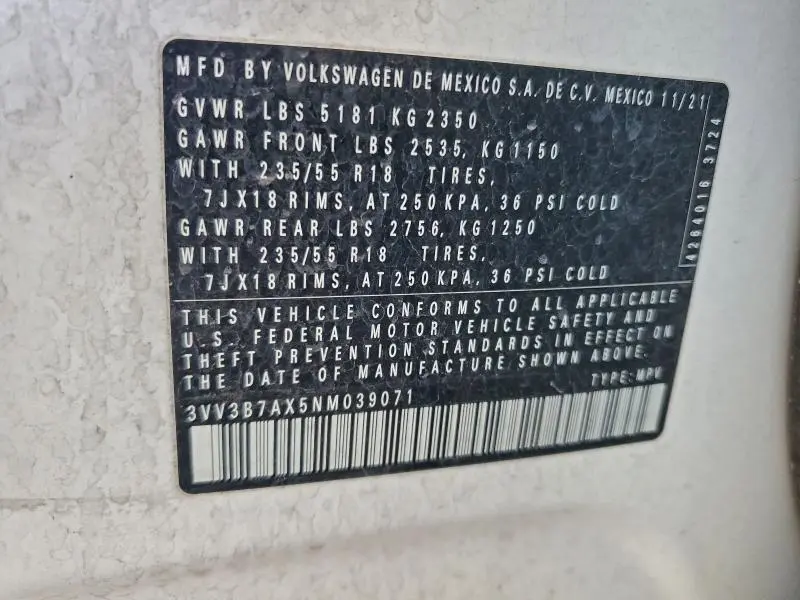 MFD BY VOLKSWAGEN DE MEXICO S.A. DE C.V. MEXICO 11/21
GVWR LBS 5181 KG 2350
GAWR FRONT LBS 2535, KG 1150
WITH 235/55 R18 TIRES,
7JX18 RIMS, AT 250 KPA, 36 PSI COLD
GAWR REAR LBS 2756, KG 1250
WITH 235/55 R18 TIRES,
7JX18 RIMS, AT 250 KPA, 36 PSI COLD
4264016 3724
THIS VEHICLE CONFORMS TO ALL APPLICABLE
U.S. FEDERAL MOTOR VEHICLE SAFETY AND
THEFT PREVENTION STANDARDS IN EFFECT ON
THE DATE OF MANUFACTURE SHOWN ABOVE.
TYPE: MPV
3VV3B7AX5NM039071